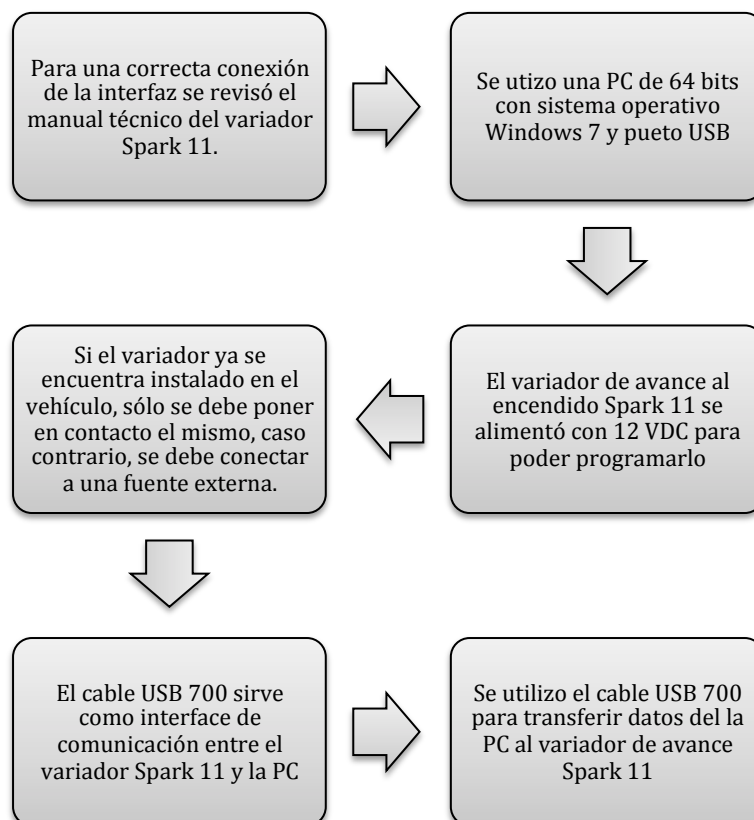 Para una correcta conexión
de la interfaz se revisó el
manual técnico del variador
Spark 11.
Se utizo una PC de 64 bits
con sistema operativo
Windows 7 y pueto USB
El variador de avance al
encendido Spark 11 se
alimentó con 12 VDC para
poder programarlo
Si el variador ya se
encuentra instalado en el
vehículo, sólo se debe poner
en contacto el mismo, caso
contrario, se debe conectar
a una fuente externa.
El cable USB 700 sirve
como interface de
comunicación entre el
variador Spark 11 y la PC
Se utilizo el cable USB 700
para transferir datos del la
PC al variador de avance
Spark 11